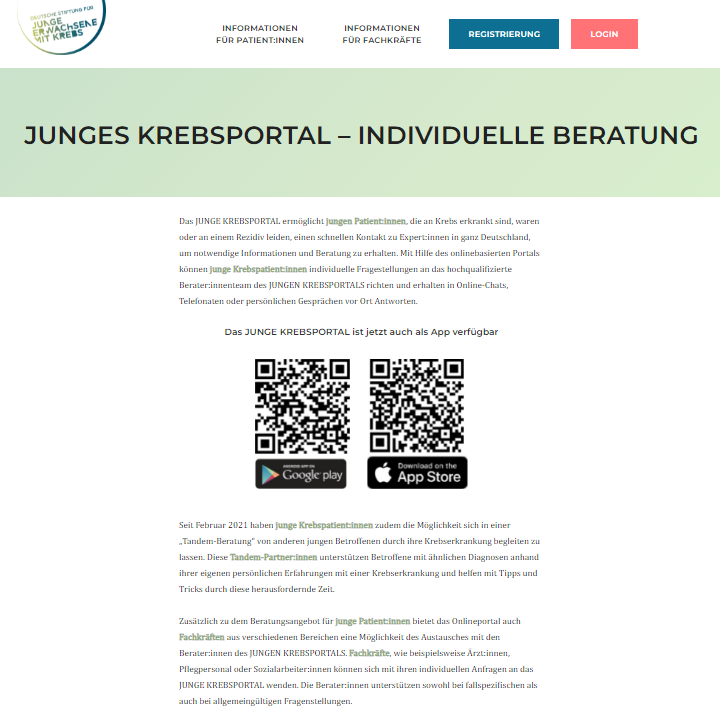 DEUTSCHE STIFTUNG FÜR
JUNGE
ERWACHSENE
MIT KREBS
INFORMATIONEN
FÜR PATIENT:INNEN
INFORMATIONEN
FÜR FACHKRÄFTE
REGISTRIERUNG
LOGIN
JUNGES KREBSPORTAL – INDIVIDUELLE BERATUNG
Das JUNGE KREBSPORTAL ermöglicht jungen Patient:innen, die an Krebs erkrankt sind, waren
oder an einem Rezidiv leiden, einen schnellen Kontakt zu Expert:innen in ganz Deutschland,
um notwendige Informationen und Beratung zu erhalten. Mit Hilfe des onlinebasierten Portals
können junge Krebspatient:innen individuelle Fragestellungen an das hochqualifizierte
Berater:innenteam des JUNGEN KREBSPORTALS richten und erhalten in Online-Chats,
Telefonaten oder persönlichen Gesprächen vor Ort Antworten.
Das JUNGE KREBSPORTAL ist jetzt auch als App verfügbar
ANDROID APP ON
Google play
Download on the
App Store
Seit Februar 2021 haben junge Krebspatient:innen zudem die Möglichkeit sich in einer
„Tandem-Beratung“ von anderen jungen Betroffenen durch ihre Krebserkrankung begleiten zu
lassen. Diese Tandem-Partner:innen unterstützen Betroffene mit ähnlichen Diagnosen anhand
ihrer eigenen persönlichen Erfahrungen mit einer Krebserkrankung und helfen mit Tipps und
Tricks durch diese herausfordernde Zeit.
Zusätzlich zu dem Beratungsangebot für junge Patient:innen bietet das Onlineportal auch
Fachkräften aus verschiedenen Bereichen eine Möglichkeit des Austausches mit den
Berater:innen des JUNGEN KREBSPORTALS. Fachkräfte, wie beispielsweise Ärzt:innen,
Pflegepersonal oder Sozialarbeiter:innen können sich mit ihren individuellen Anfragen an das
JUNGE KREBSPORTAL wenden. Die Berater:innen unterstützen sowohl bei fallspezifischen als
auch bei allgemeingültigen Fragenstellungen.